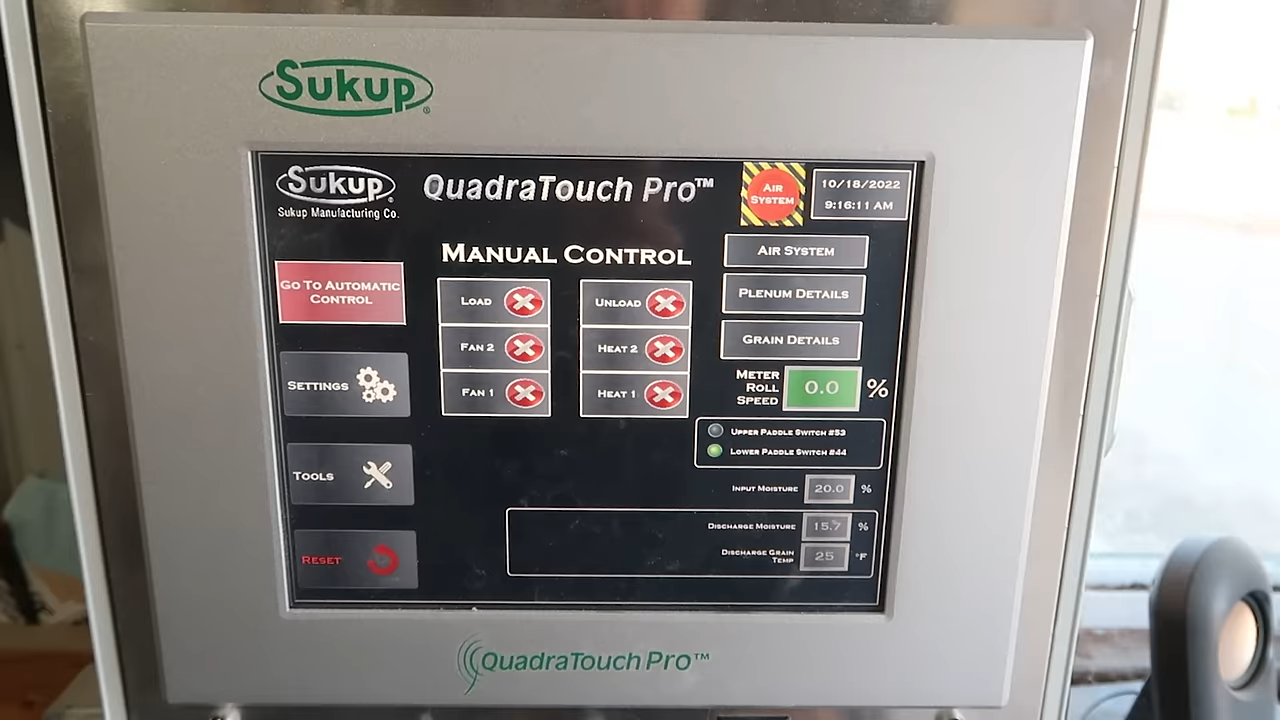 Sukup®
Sukup®
Sukup Manufacturing Co.
QuadraTouch Pro™
AIR
SYSTEM
10/18/2022
9:16:11 AM
MANUAL CONTROL
GO TO AUTOMATIC
CONTROL
SETTINGS
TOOLS
RESET
LOAD
UNLOAD
FAN 2
HEAT 2
FAN 1
HEAT 1
AIR SYSTEM
PLENUM DETAILS
GRAIN DETAILS
METER
ROLL
SPEED
0.0 %
UPPER PADDLE SWITCH #53
LOWER PADDLE SWITCH #44
INPUT MOISTURE 20.0 %
DISCHARGE MOISTURE 15.7 %
DISCHARGE GRAIN
TEMP
25 °F
QuadraTouch Pro™